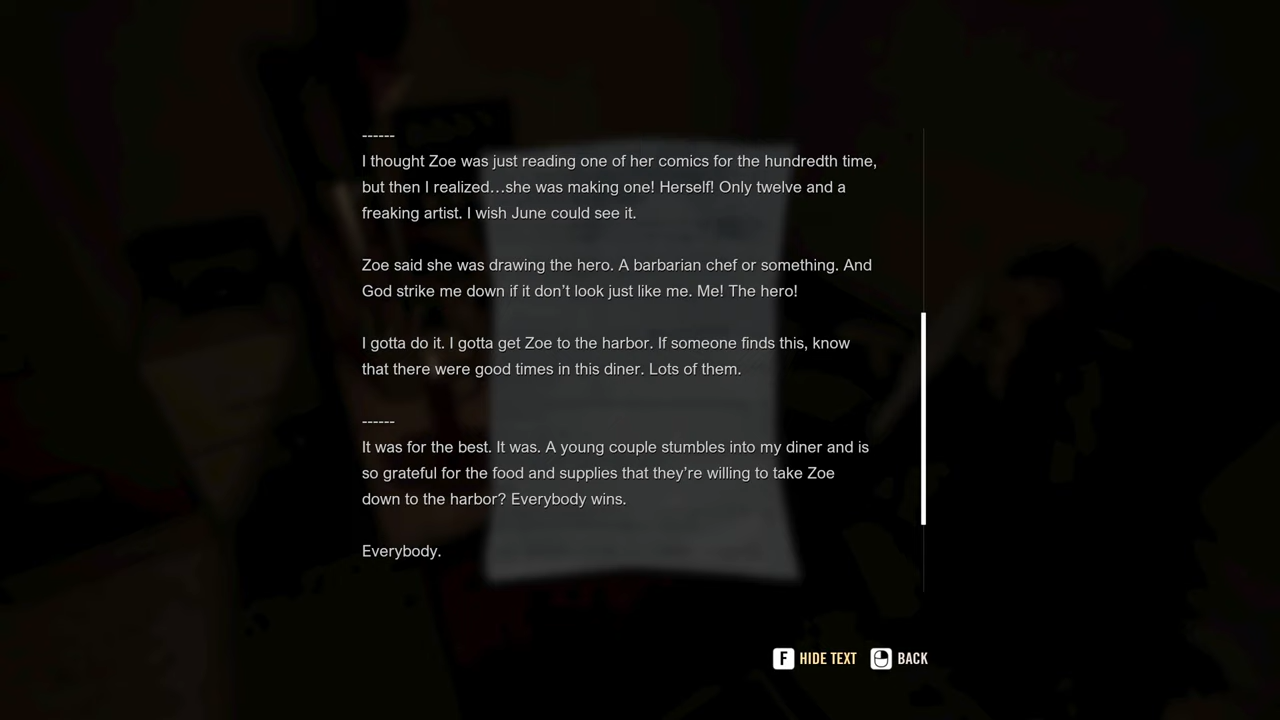 ------
I thought Zoe was just reading one of her comics for the hundredth time,
but then I realized…she was making one! Herself! Only twelve and a
freaking artist. I wish June could see it.
Zoe said she was drawing the hero. A barbarian chef or something. And
God strike me down if it don’t look just like me. Me! The hero!
I gotta do it. I gotta get Zoe to the harbor. If someone finds this, know
that there were good times in this diner. Lots of them.
------
It was for the best. It was. A young couple stumbles into my diner and is
so grateful for the food and supplies that they’re willing to take Zoe
down to the harbor? Everybody wins.
Everybody.
F HIDE TEXT BACK